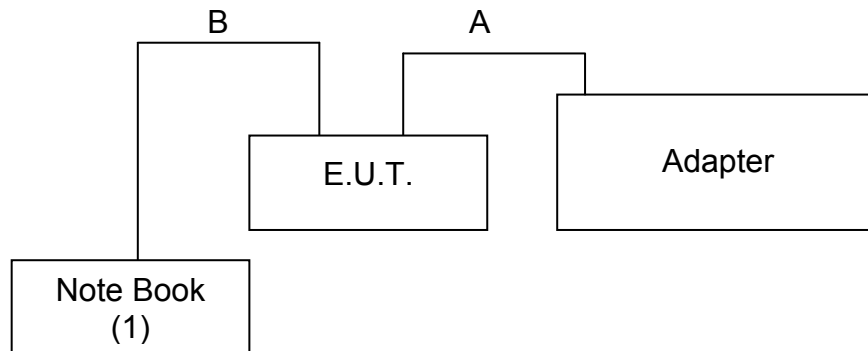 B
A
E.U.T.
Adapter
Note Book
(1)